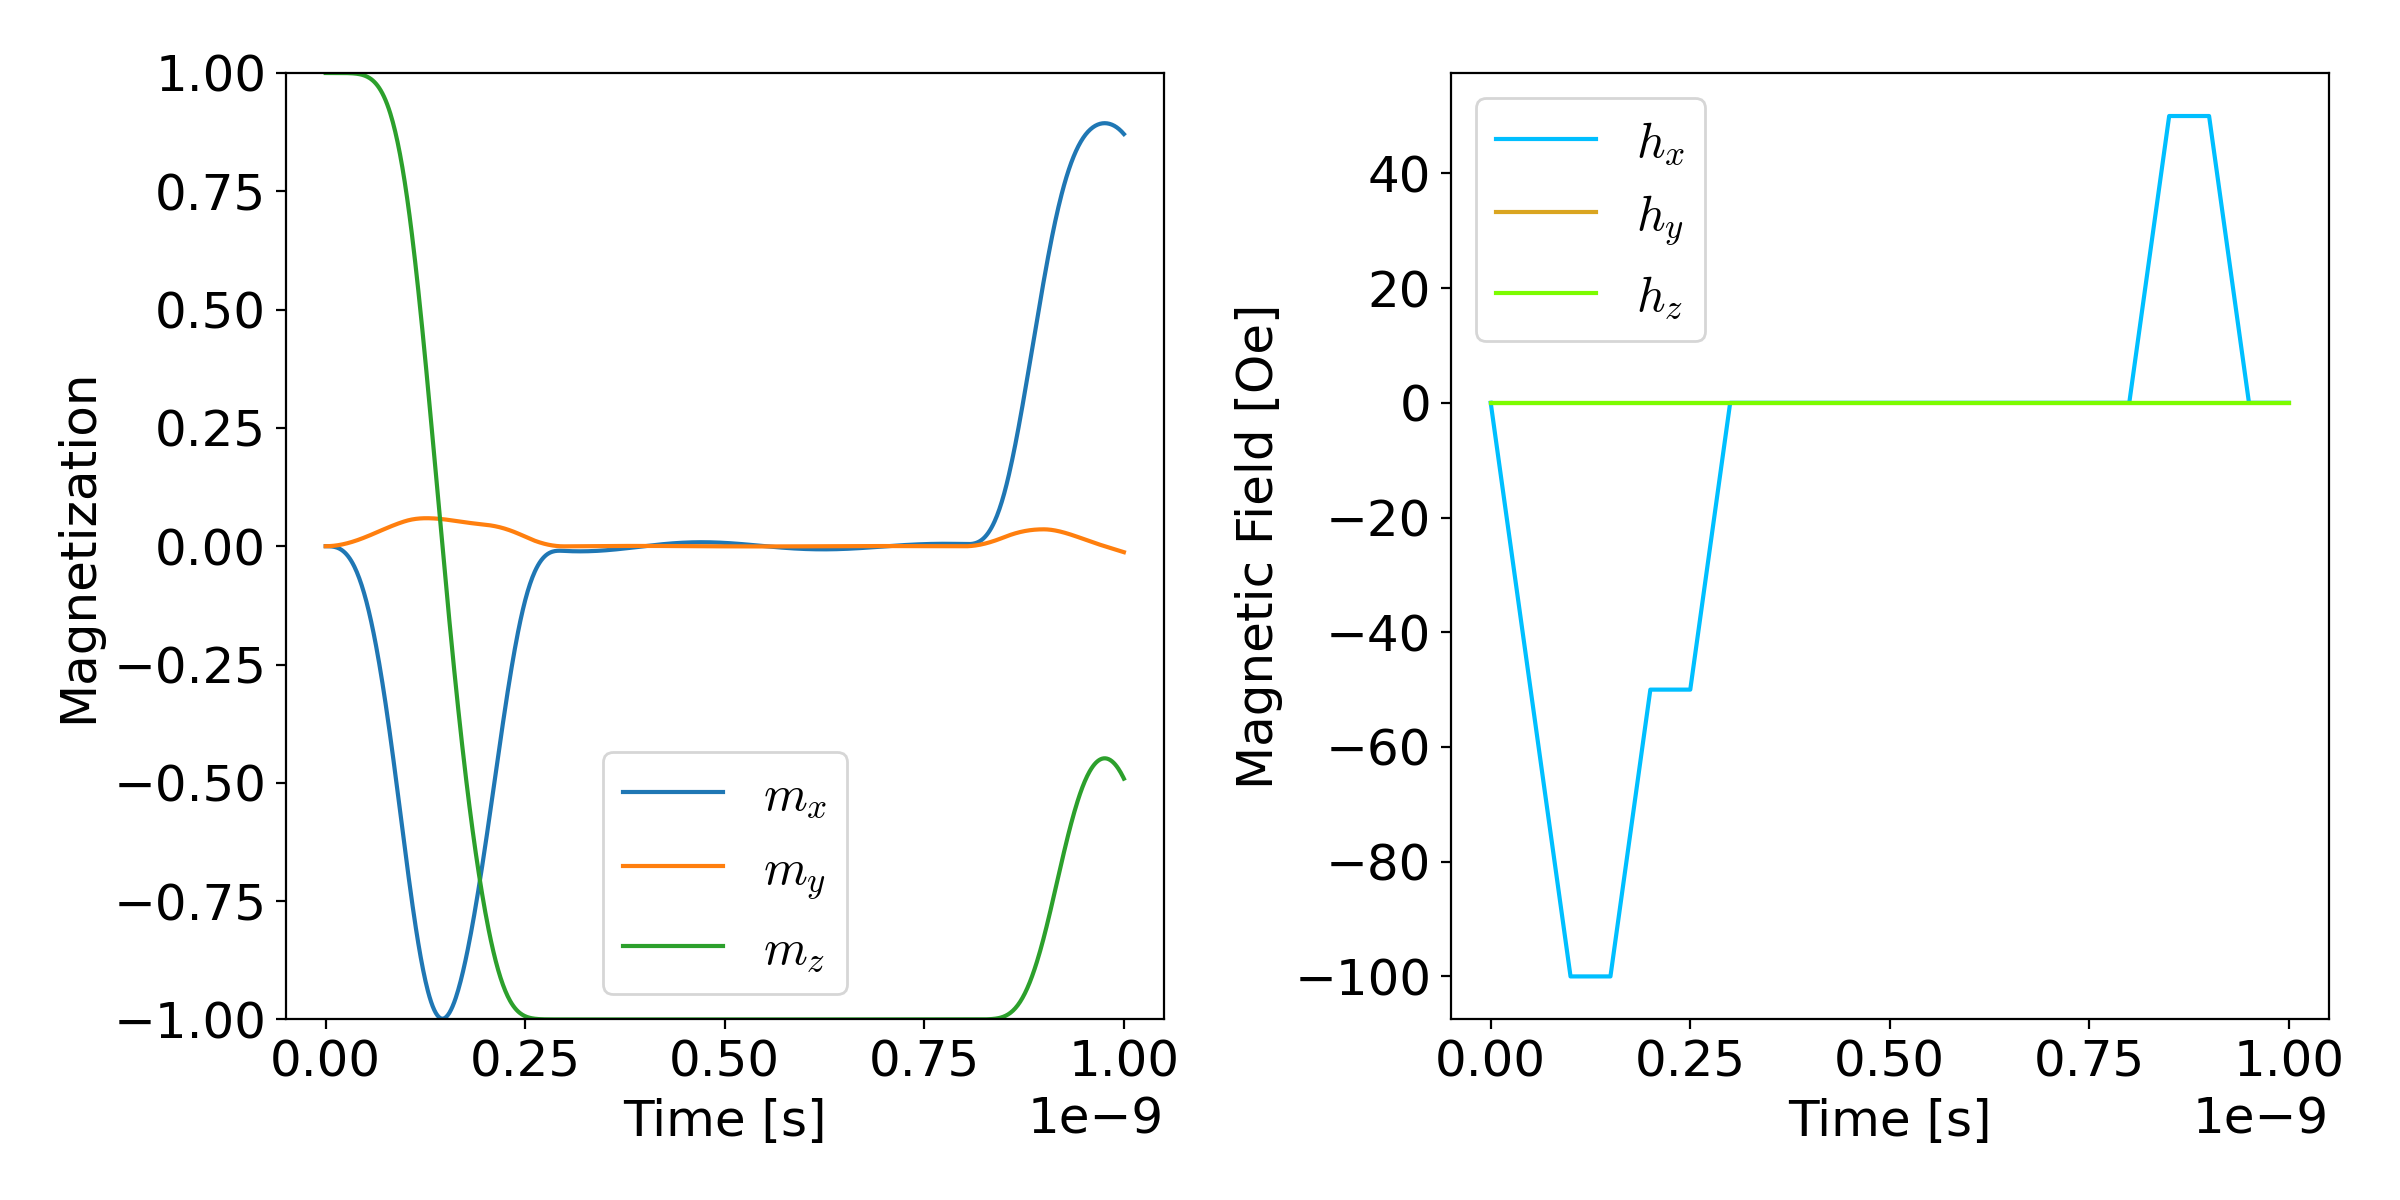 Magnetization
1.00
0.75
0.50
0.25
0.00
−0.25
−0.50
−0.75
−1.00
m_x
m_y
m_z
0.00 0.25 0.50 0.75 1.00
Time [s]
1e−9
Magnetic Field [Oe]
40
20
0
−20
−40
−60
−80
−100
h_x
h_y
h_z
0.00 0.25 0.50 0.75 1.00
Time [s]
1e−9